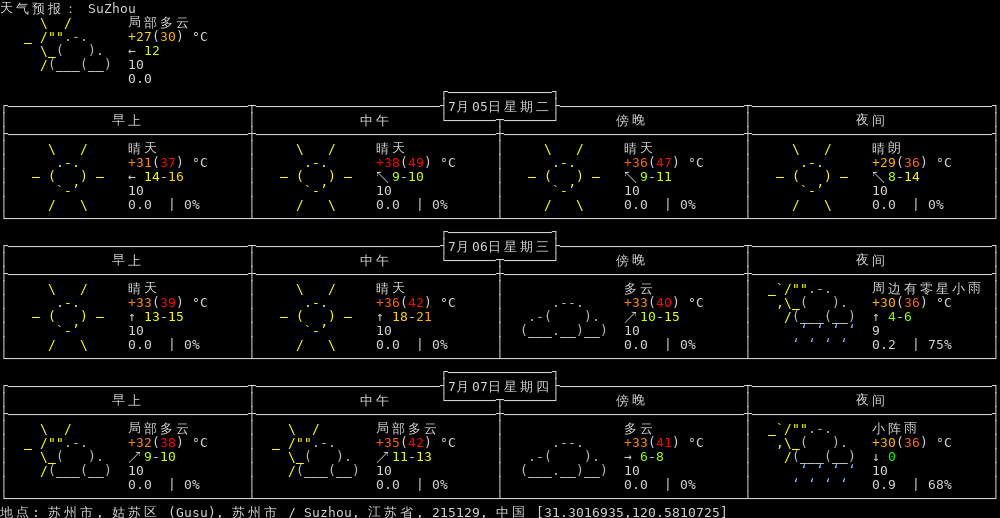 天气预报: SuZhou
局部多云
+27(30) °C
← 12
10
0.0
7月05日星期二
早上 中午 傍晚 夜间
晴天 晴天 晴天 晴朗
+31(37) °C +38(49) °C +36(47) °C +29(36) °C
← 14-16 ↖ 9-10 ↖ 9-11 ↖ 8-14
10 10 10 10
0.0 | 0% 0.0 | 0% 0.0 | 0% 0.0 | 0%
7月06日星期三
早上 中午 傍晚 夜间
晴天 晴天 多云 周边有零星小雨
+33(39) °C +36(42) °C +33(40) °C +30(36) °C
↑ 13-15 ↑ 18-21 ↗ 10-15 ↑ 4-6
10 10 10 9
0.0 | 0% 0.0 | 0% 0.0 | 0% 0.2 | 75%
7月07日星期四
早上 中午 傍晚 夜间
局部多云 局部多云 多云 小阵雨
+32(38) °C +35(42) °C +33(41) °C +30(36) °C
↗ 9-10 ↗ 11-13 → 6-8 ↓ 0
10 10 10 10
0.0 | 0% 0.0 | 0% 0.0 | 0% 0.9 | 68%
地点: 苏州市, 姑苏区 (Gusu), 苏州市 / Suzhou, 江苏省, 215129, 中国 [31.3016935,120.5810725]